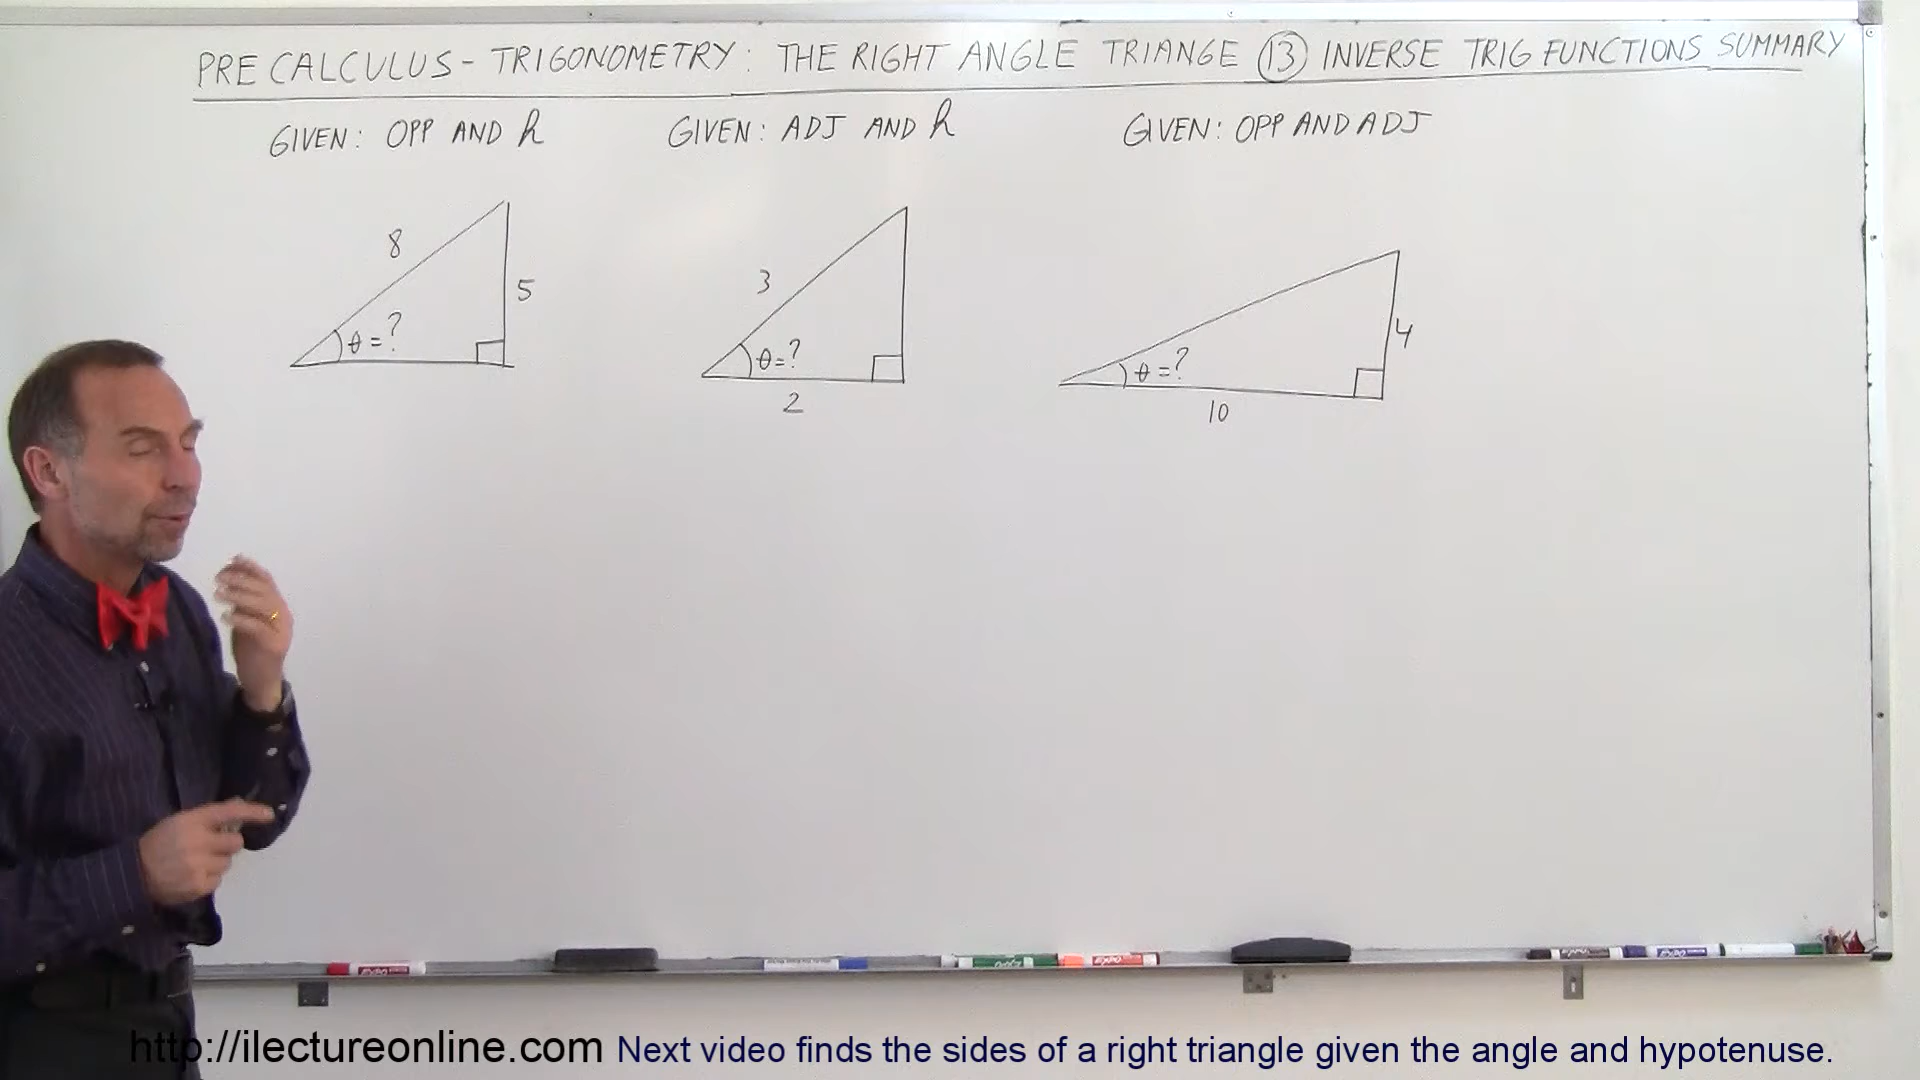 PRE CALCULUS - TRIGONOMETRY: THE RIGHT ANGLE TRIANGE 13 INVERSE TRIG FUNCTIONS SUMMARY
GIVEN: OPP AND h
8
5
θ = ?
GIVEN: ADJ AND h
3
θ = ?
2
GIVEN: OPP AND ADJ
4
θ = ?
10
http://ilectureonline.com Next video finds the sides of a right triangle given the angle and hypotenuse.